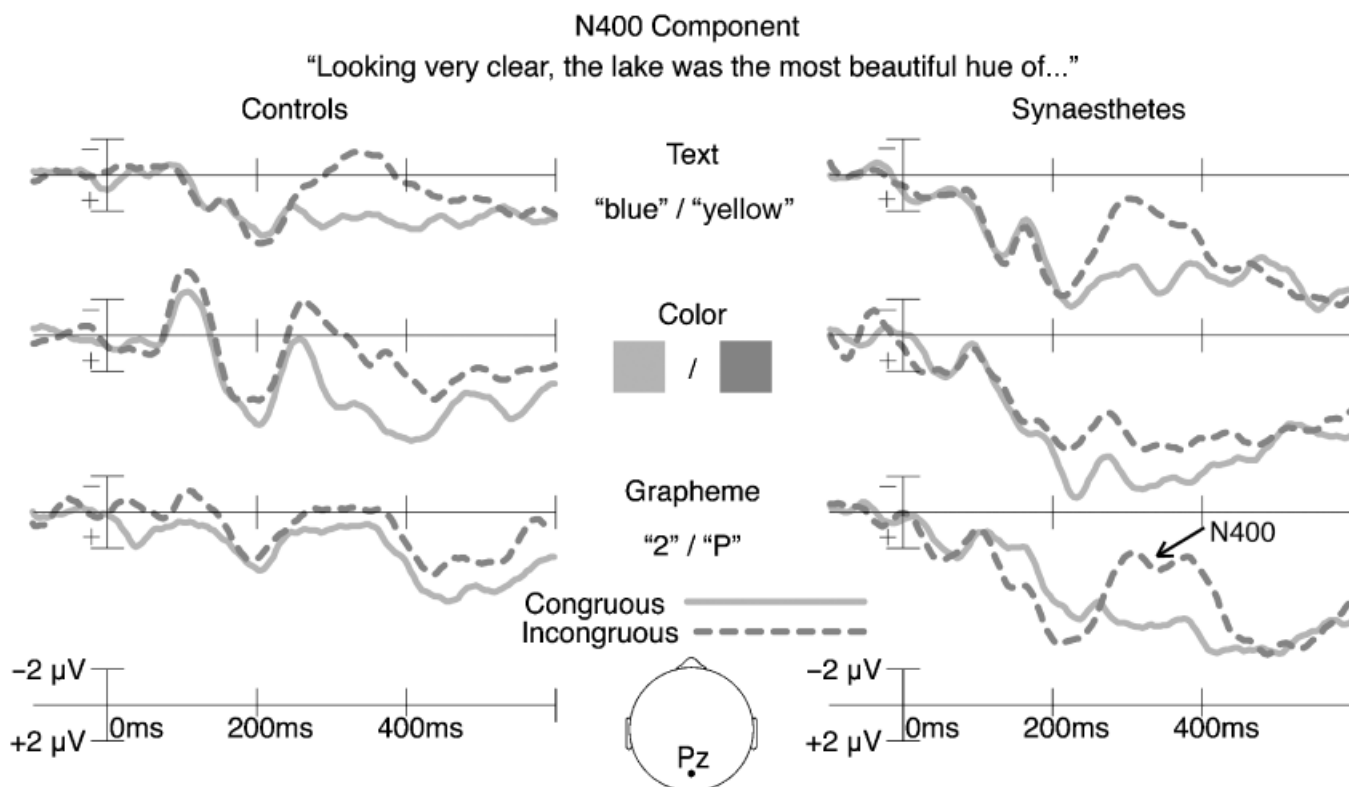 N400 Component
“Looking very clear, the lake was the most beautiful hue of...”
Controls
Synaesthetes
Text
“blue” / “yellow”
− +
− +
Color
/
− +
− +
Grapheme
“2” / “P”
− +
− +
N400
Congruous
Incongruous
−2 µV
0ms 200ms 400ms
+2 µV
Pz
−2 µV
0ms 200ms 400ms
+2 µV